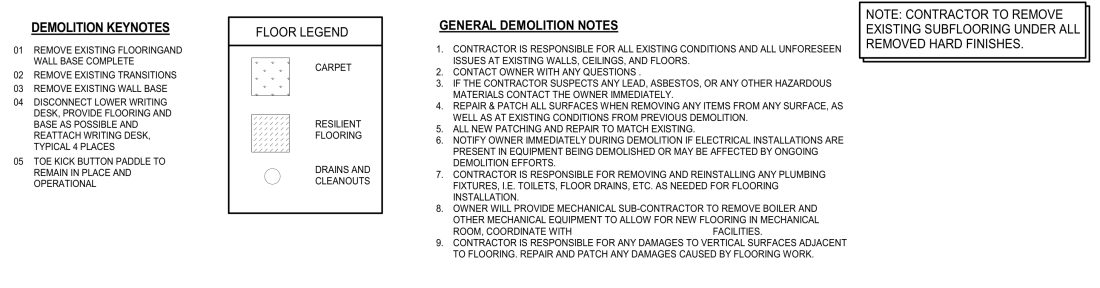 DEMOLITION KEYNOTES
01 REMOVE EXISTING FLOORINGAND
WALL BASE COMPLETE
02 REMOVE EXISTING TRANSITIONS
03 REMOVE EXISTING WALL BASE
04 DISCONNECT LOWER WRITING
DESK, PROVIDE FLOORING AND
BASE AS POSSIBLE AND
REATTACH WRITING DESK,
TYPICAL 4 PLACES
05 TOE KICK BUTTON PADDLE TO
REMAIN IN PLACE AND
OPERATIONAL
FLOOR LEGEND
CARPET
RESILIENT
FLOORING
DRAINS AND
CLEANOUTS
GENERAL DEMOLITION NOTES
1. CONTRACTOR IS RESPONSIBLE FOR ALL EXISTING CONDITIONS AND ALL UNFORESEEN
ISSUES AT EXISTING WALLS, CEILINGS, AND FLOORS.
2. CONTACT OWNER WITH ANY QUESTIONS .
3. IF THE CONTRACTOR SUSPECTS ANY LEAD, ASBESTOS, OR ANY OTHER HAZARDOUS
MATERIALS CONTACT THE OWNER IMMEDIATELY.
4. REPAIR & PATCH ALL SURFACES WHEN REMOVING ANY ITEMS FROM ANY SURFACE, AS
WELL AS AT EXISTING CONDITIONS FROM PREVIOUS DEMOLITION.
5. ALL NEW PATCHING AND REPAIR TO MATCH EXISTING.
6. NOTIFY OWNER IMMEDIATELY DURING DEMOLITION IF ELECTRICAL INSTALLATIONS ARE
PRESENT IN EQUIPMENT BEING DEMOLISHED OR MAY BE AFFECTED BY ONGOING
DEMOLITION EFFORTS.
7. CONTRACTOR IS RESPONSIBLE FOR REMOVING AND REINSTALLING ANY PLUMBING
FIXTURES, I.E. TOILETS, FLOOR DRAINS, ETC. AS NEEDED FOR FLOORING
INSTALLATION.
8. OWNER WILL PROVIDE MECHANICAL SUB-CONTRACTOR TO REMOVE BOILER AND
OTHER MECHANICAL EQUIPMENT TO ALLOW FOR NEW FLOORING IN MECHANICAL
ROOM, COORDINATE WITH FACILITIES.
9. CONTRACTOR IS RESPONSIBLE FOR ANY DAMAGES TO VERTICAL SURFACES ADJACENT
TO FLOORING. REPAIR AND PATCH ANY DAMAGES CAUSED BY FLOORING WORK.
NOTE: CONTRACTOR TO REMOVE
EXISTING SUBFLOORING UNDER ALL
REMOVED HARD FINISHES.